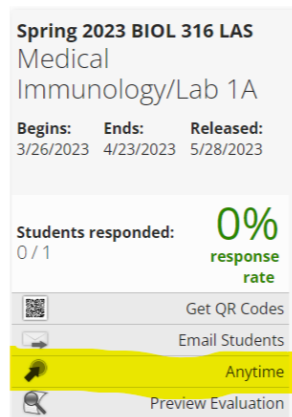 Spring 2023 BIOL 316 LAS
Medical
Immunology/Lab 1A
Begins: Ends: Released:
3/26/2023 4/23/2023 5/28/2023
Students responded:
0 / 1
0%
response
rate
Get QR Codes
Email Students
Anytime
Preview Evaluation